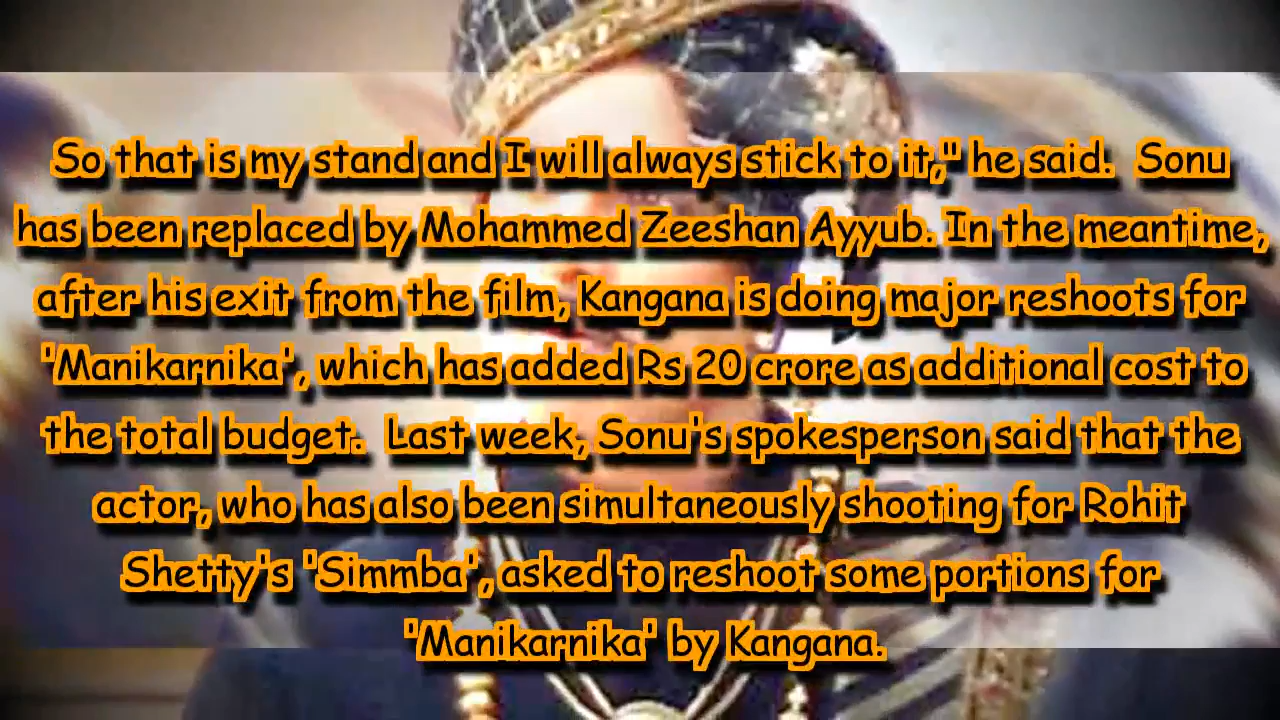 So that is my stand and I will always stick to it," he said.  Sonu
has been replaced by Mohammed Zeeshan Ayyub. In the meantime,
after his exit from the film, Kangana is doing major reshoots for
'Manikarnika', which has added Rs 20 crore as additional cost to
the total budget.  Last week, Sonu's spokesperson said that the
actor, who has also been simultaneously shooting for Rohit
Shetty's 'Simmba', asked to reshoot some portions for
'Manikarnika' by Kangana.